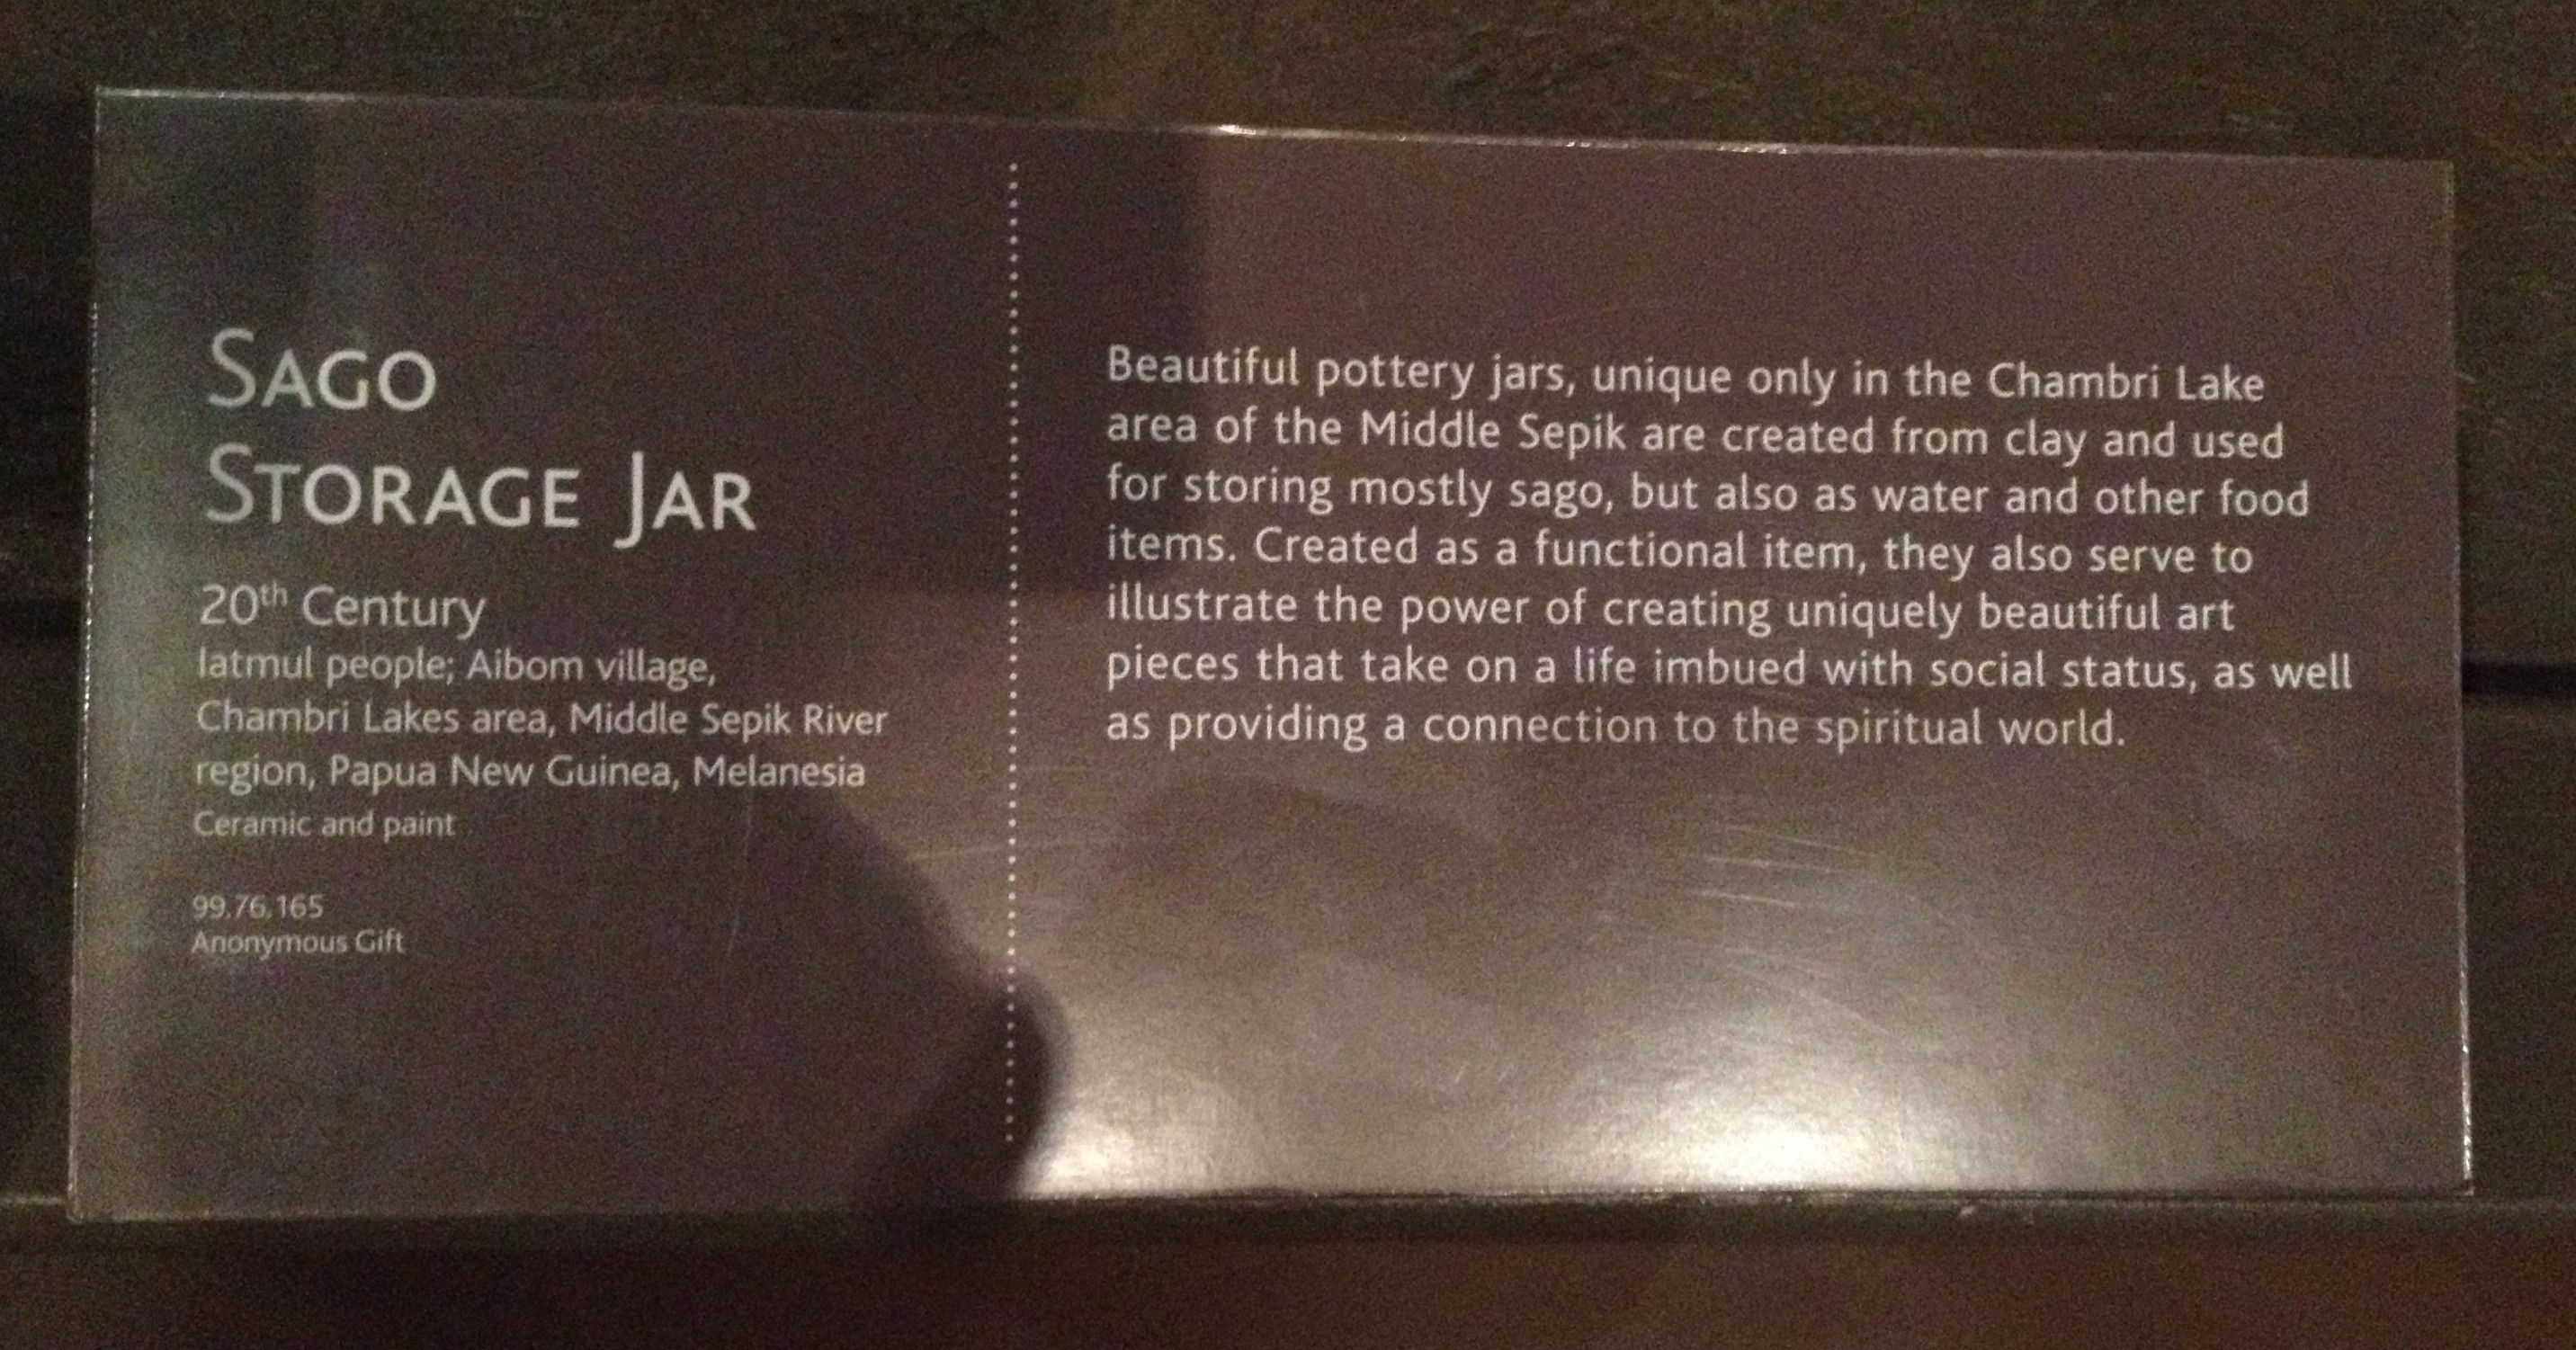 SAGO
STORAGE JAR
20th Century
Iatmul people; Aibom village,
Chambri Lakes area, Middle Sepik River
region, Papua New Guinea, Melanesia
Ceramic and paint
99.76.165
Anonymous Gift
Beautiful pottery jars, unique only in the Chambri Lake
area of the Middle Sepik are created from clay and used
for storing mostly sago, but also as water and other food
items. Created as a functional item, they also serve to
illustrate the power of creating uniquely beautiful art
pieces that take on a life imbued with social status, as well
as providing a connection to the spiritual world.